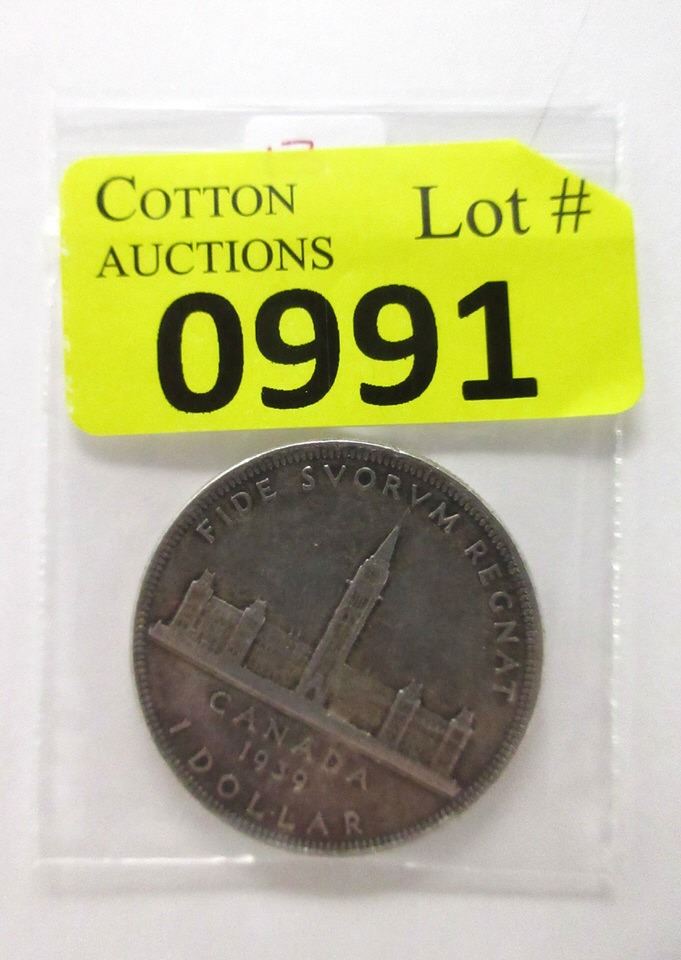 COTTON
AUCTIONS
Lot #
0991
FIDE SVORVM REGNAT
CANADA
1939
1 DOLLAR